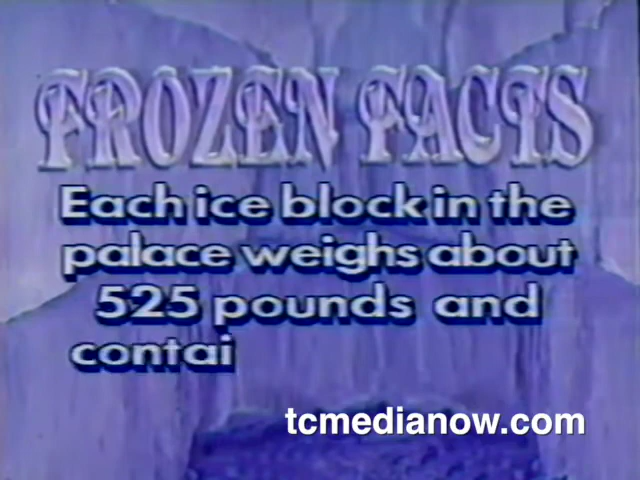 FROZEN FACTS
Each ice block in the
palace weighs about
525 pounds and
contai
tcmedianow.com